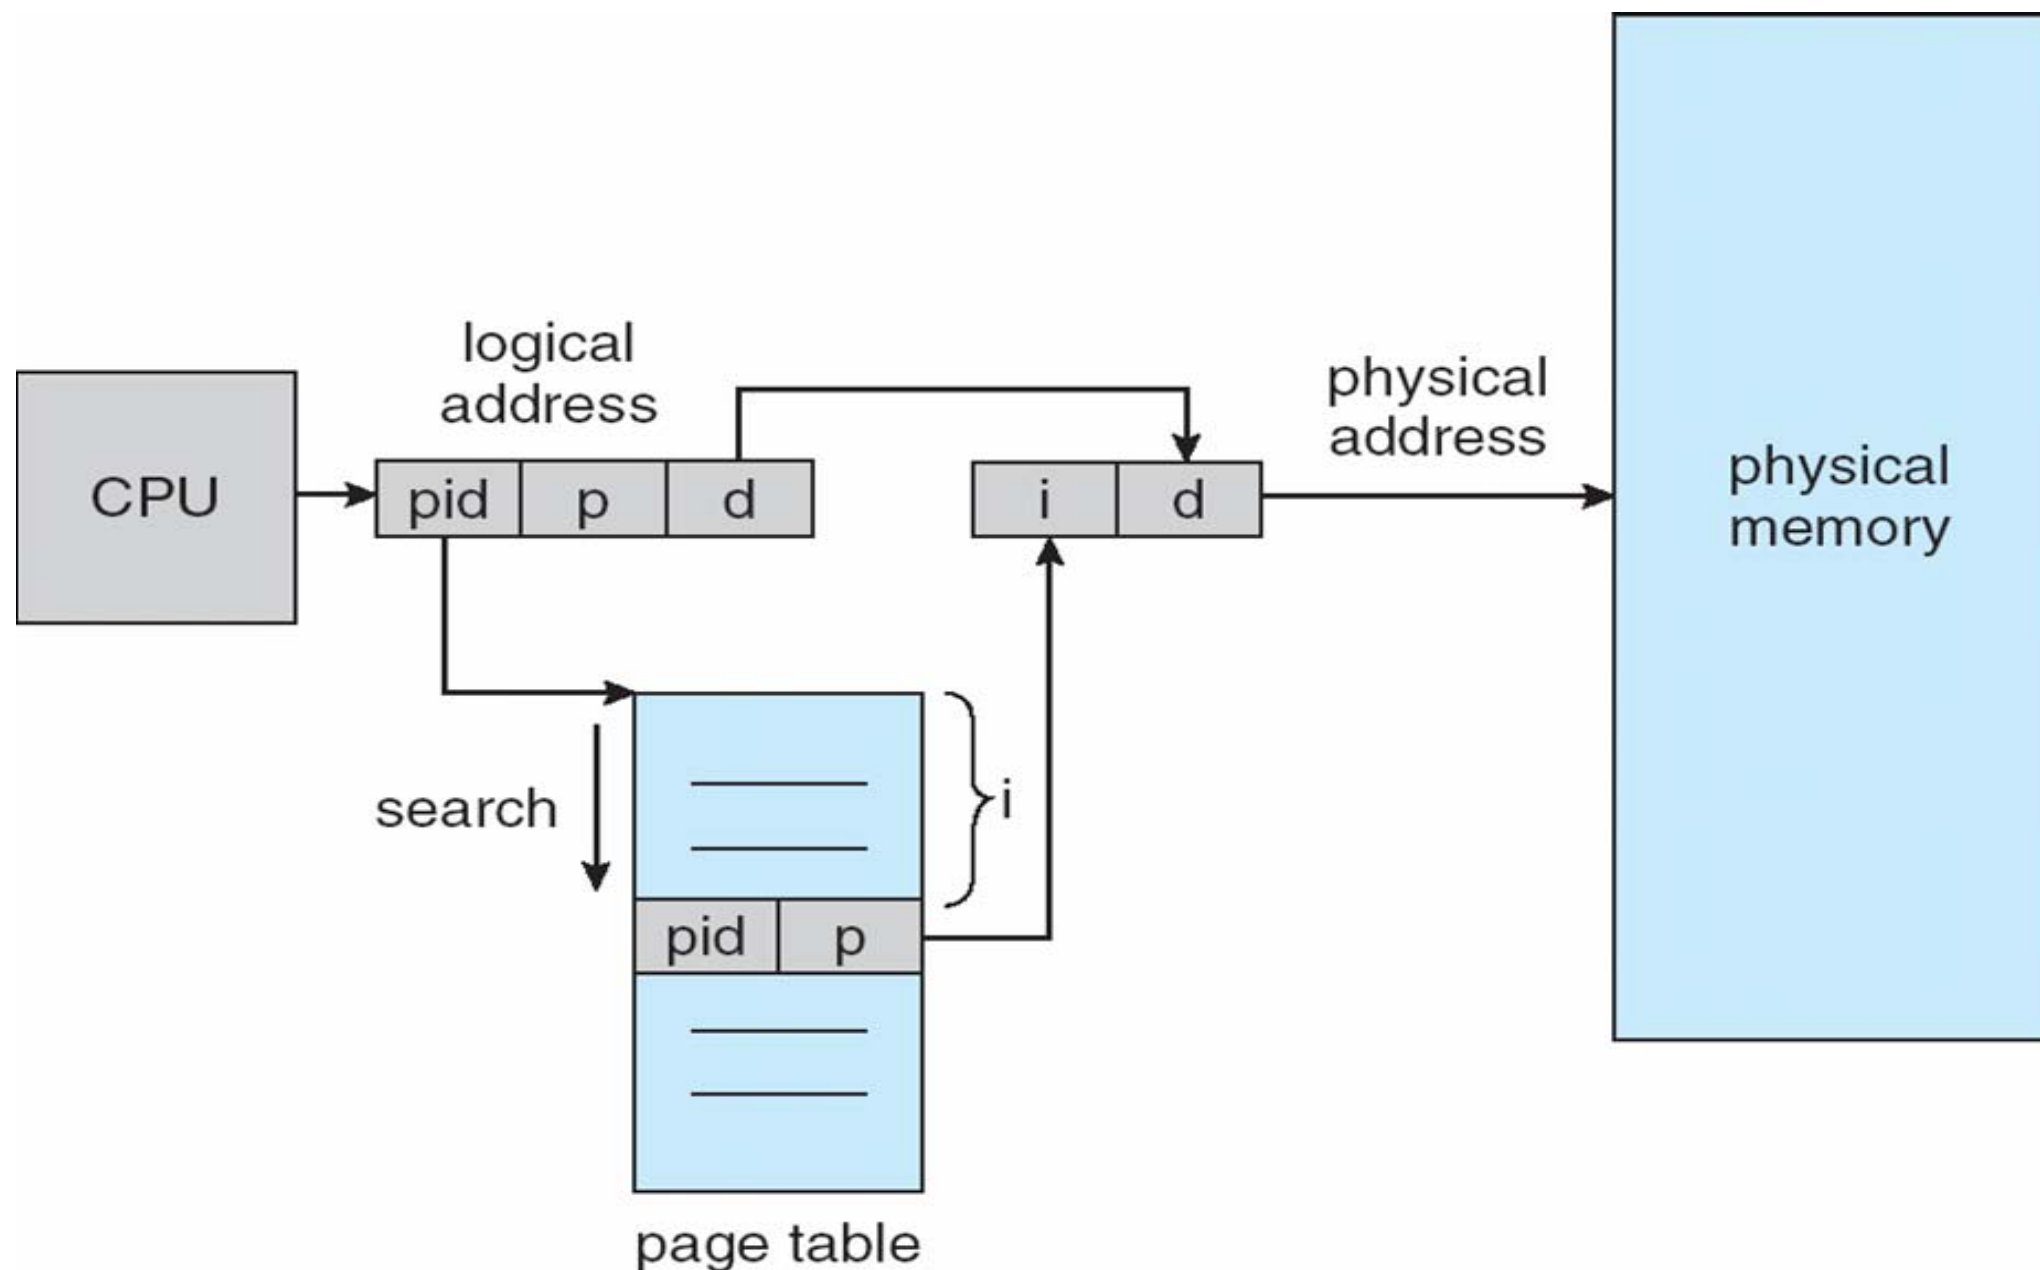 logical
address
physical
address
CPU
pid
p
d
i
d
physical
memory
search
i
pid
p
page table